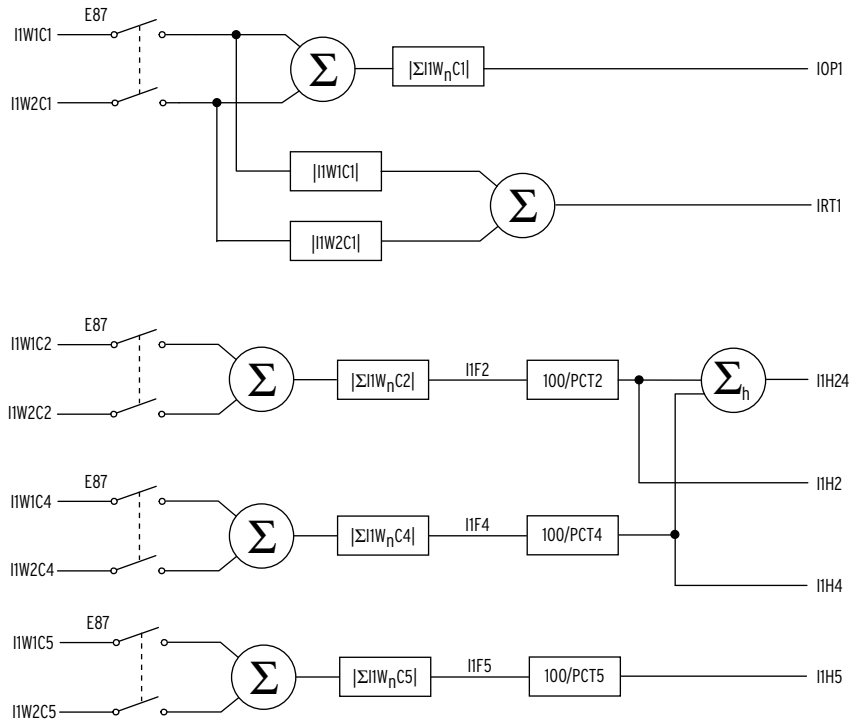 E87
I1W1C1
I1W2C1
Σ
|ΣI1WnC1|
IOP1
|I1W1C1|
|I1W2C1|
Σ
IRT1
E87
I1W1C2
I1W2C2
Σ
|ΣI1WnC2|
I1F2
100/PCT2
Σh
I1H24
I1H2
E87
I1W1C4
I1W2C4
Σ
|ΣI1WnC4|
I1F4
100/PCT4
I1H4
E87
I1W1C5
I1W2C5
Σ
|ΣI1WnC5|
I1F5
100/PCT5
I1H5